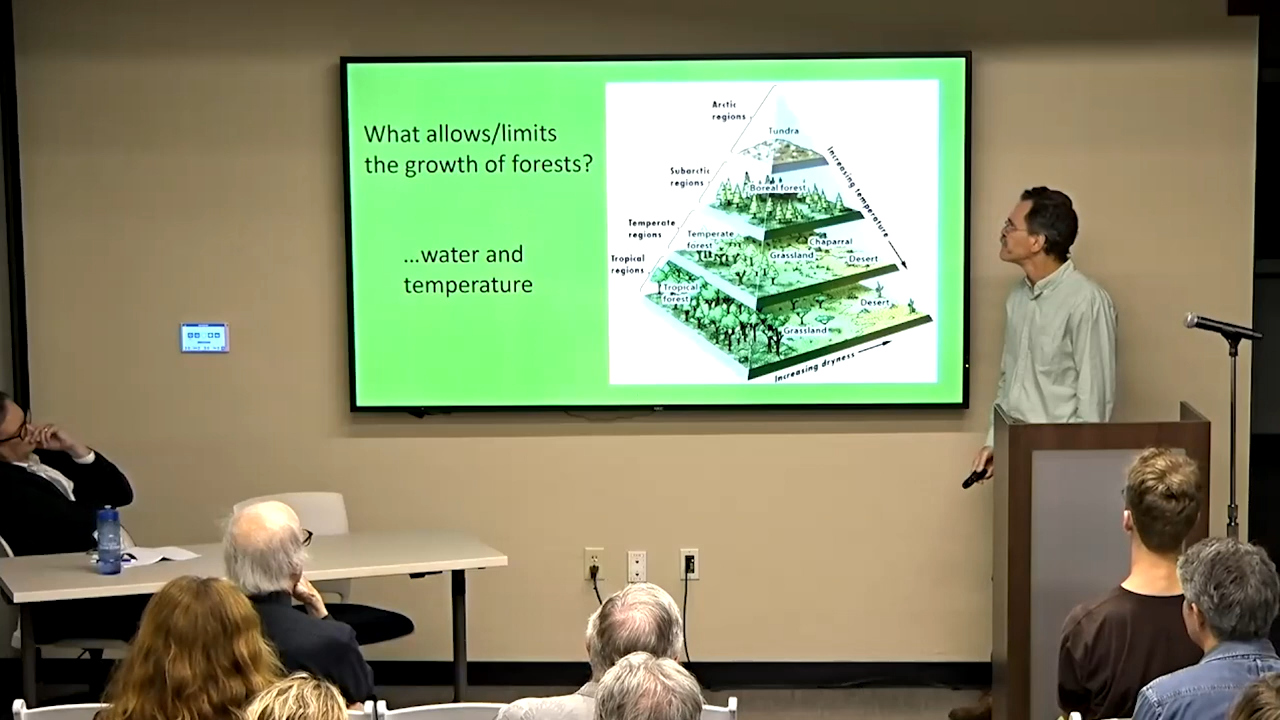 What allows/limits
the growth of forests?
...water and
temperature
Arctic
regions
Tundra
Increasing temperature
Subarctic
regions
Boreal forest
Temperate
regions
Temperate
forest
Chaparral
Grassland
Desert
Tropical
regions
Tropical
forest
Desert
Grassland
Increasing dryness